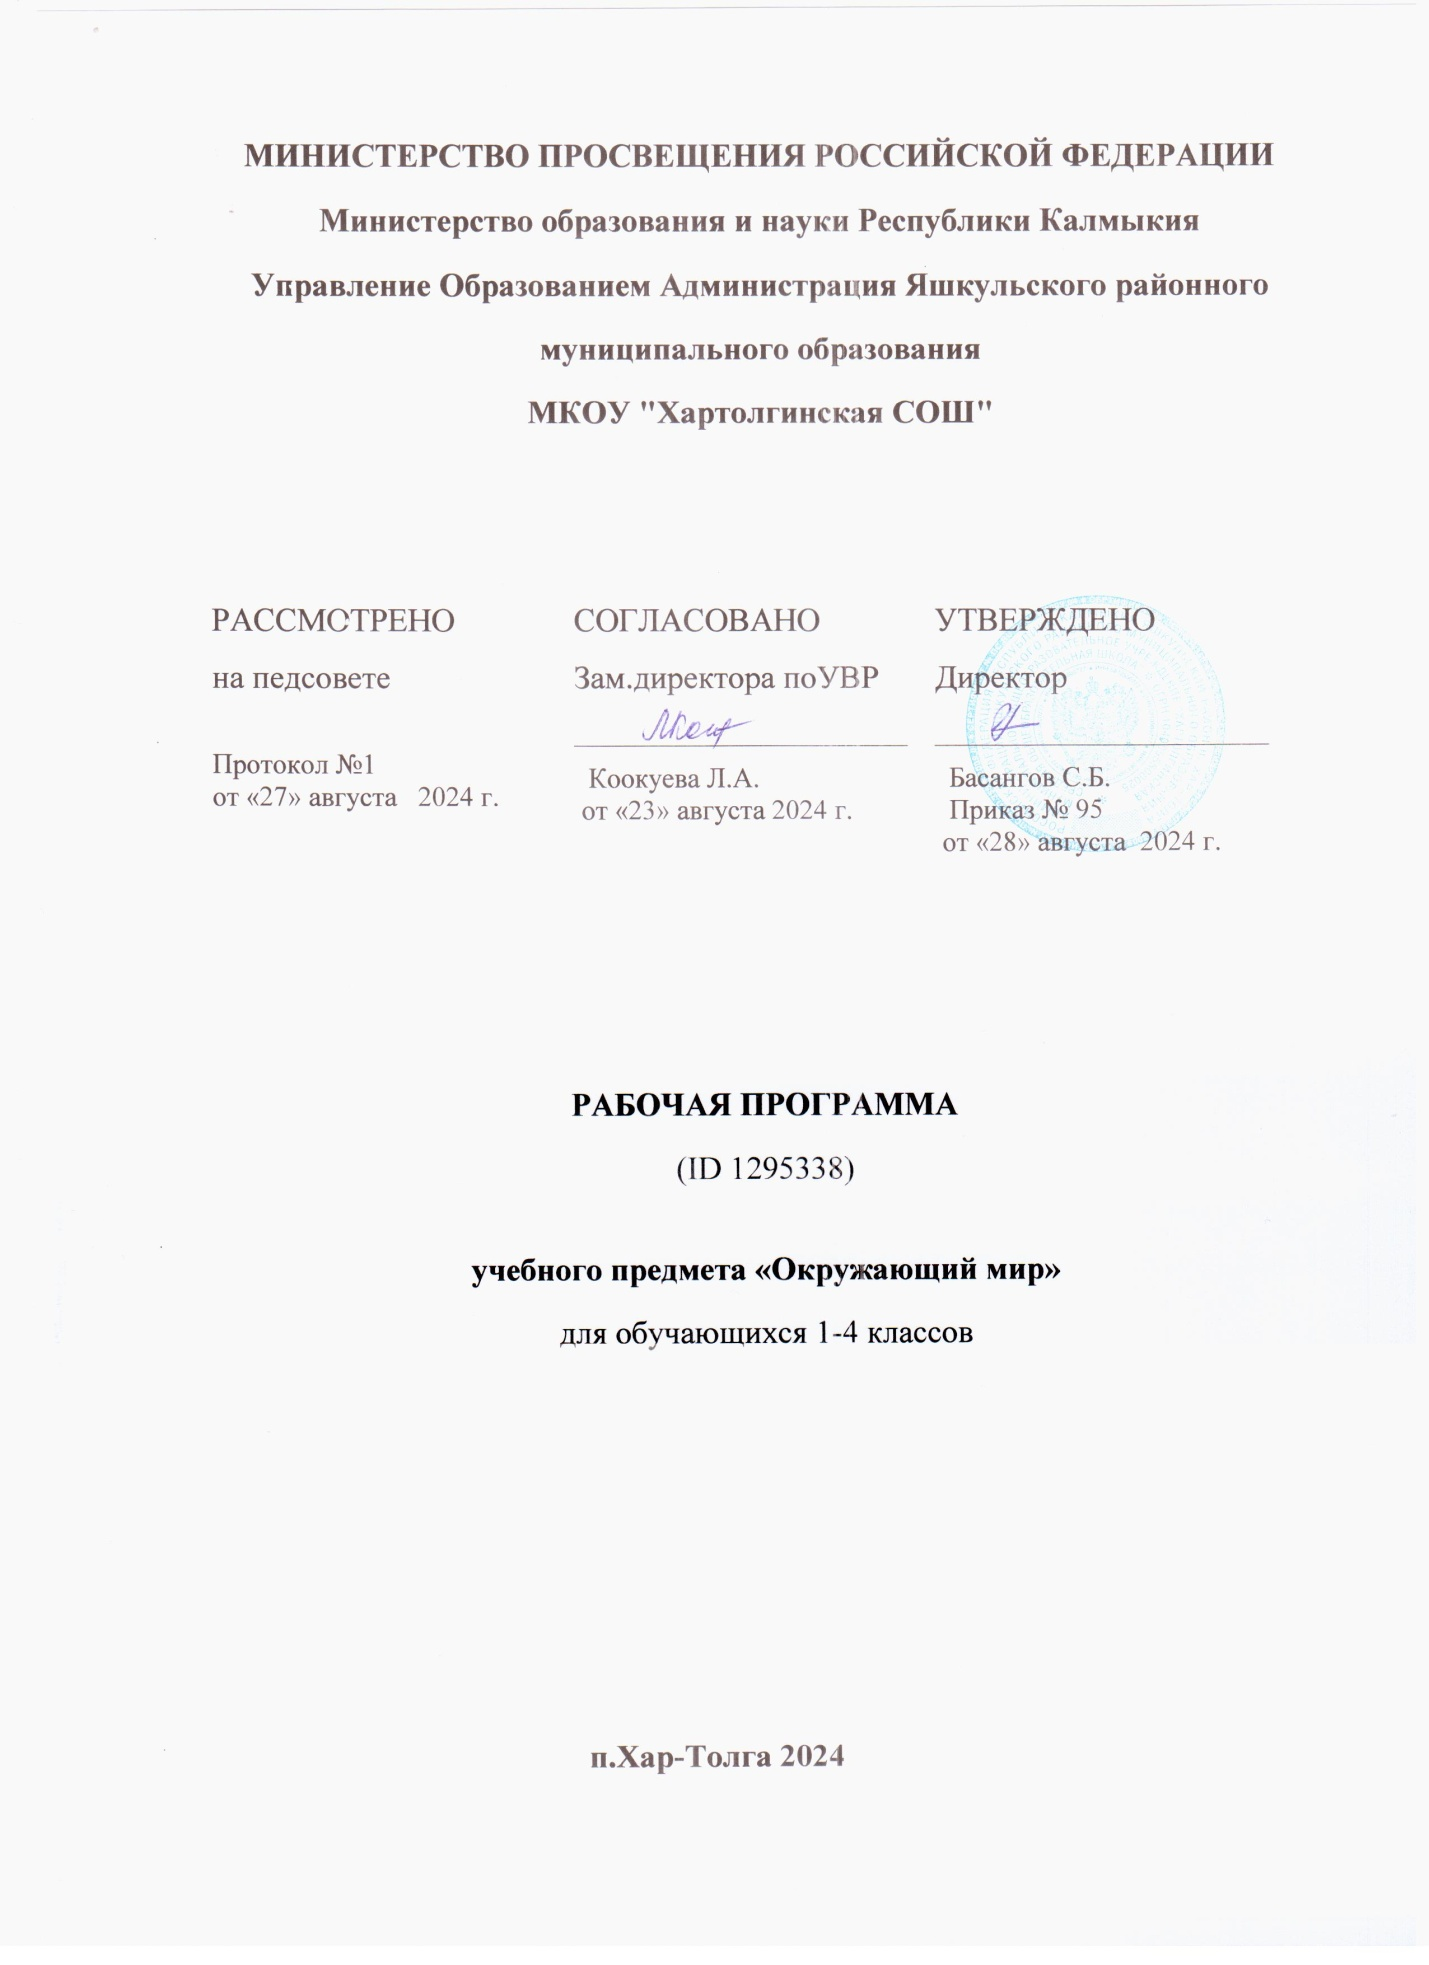 МИНИСТЕРСТВО ПРОСВЕЩЕНИЯ РОССИЙСКОЙ ФЕДЕРАЦИИ
Министерство образования и науки Республики Калмыкия
Управление Образованием Администрация Яшкульского районного
муниципального образования
МКОУ "Хартолгинская СОШ"
РАССМОТРЕНО
на педсовете
Протокол №1
от «27» августа 2024 г.
СОГЛАСОВАНО
Зам.директора поУВР
Коокуева Л.А.
от «23» августа 2024 г.
УТВЕРЖДЕНО
Директор
Басангов С.Б.
Приказ № 95
от «28» августа 2024 г.
РАБОЧАЯ ПРОГРАММА
(ID 1295338)
учебного предмета «Окружающий мир»
для обучающихся 1-4 классов
п.Хар-Толга 2024